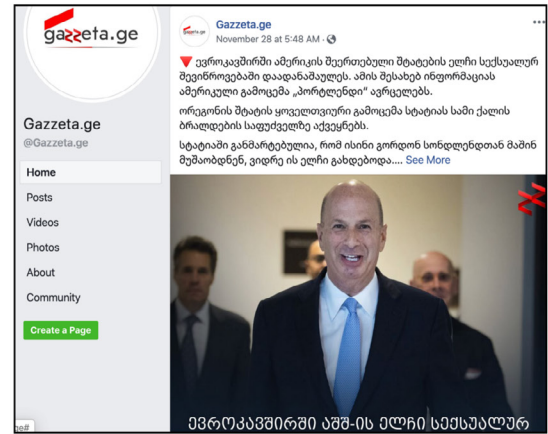 gazzeta.ge
Gazzeta.ge
@Gazzeta.ge
Home
Posts
Videos
Photos
About
Community
Create a Page
Gazzeta.ge
November 28 at 5:48 AM ·
ევროკავშირში ამერიკის შეერთებული შტატების ელჩი სექსუალურ
შევიწროვებაში დაადანაშაულეს. ამის შესახებ ინფორმაციას
ამერიკული გამოცემა „პორტლენდი“ ავრცელებს.
ორეგონის შტატის ყოველთვიური გამოცემა სტატიას სამი ქალის
ბრალდების საფუძველზე აქვეყნებს.
სტატიაში განმარტებულია, რომ ისინი გორდონ სონდლენდთან მაშინ
მუშაობდნენ, ვიდრე ის ელჩი გახდებოდა.... See More
ევროკავშირში აშშ-ის ელჩი სექსუალურ